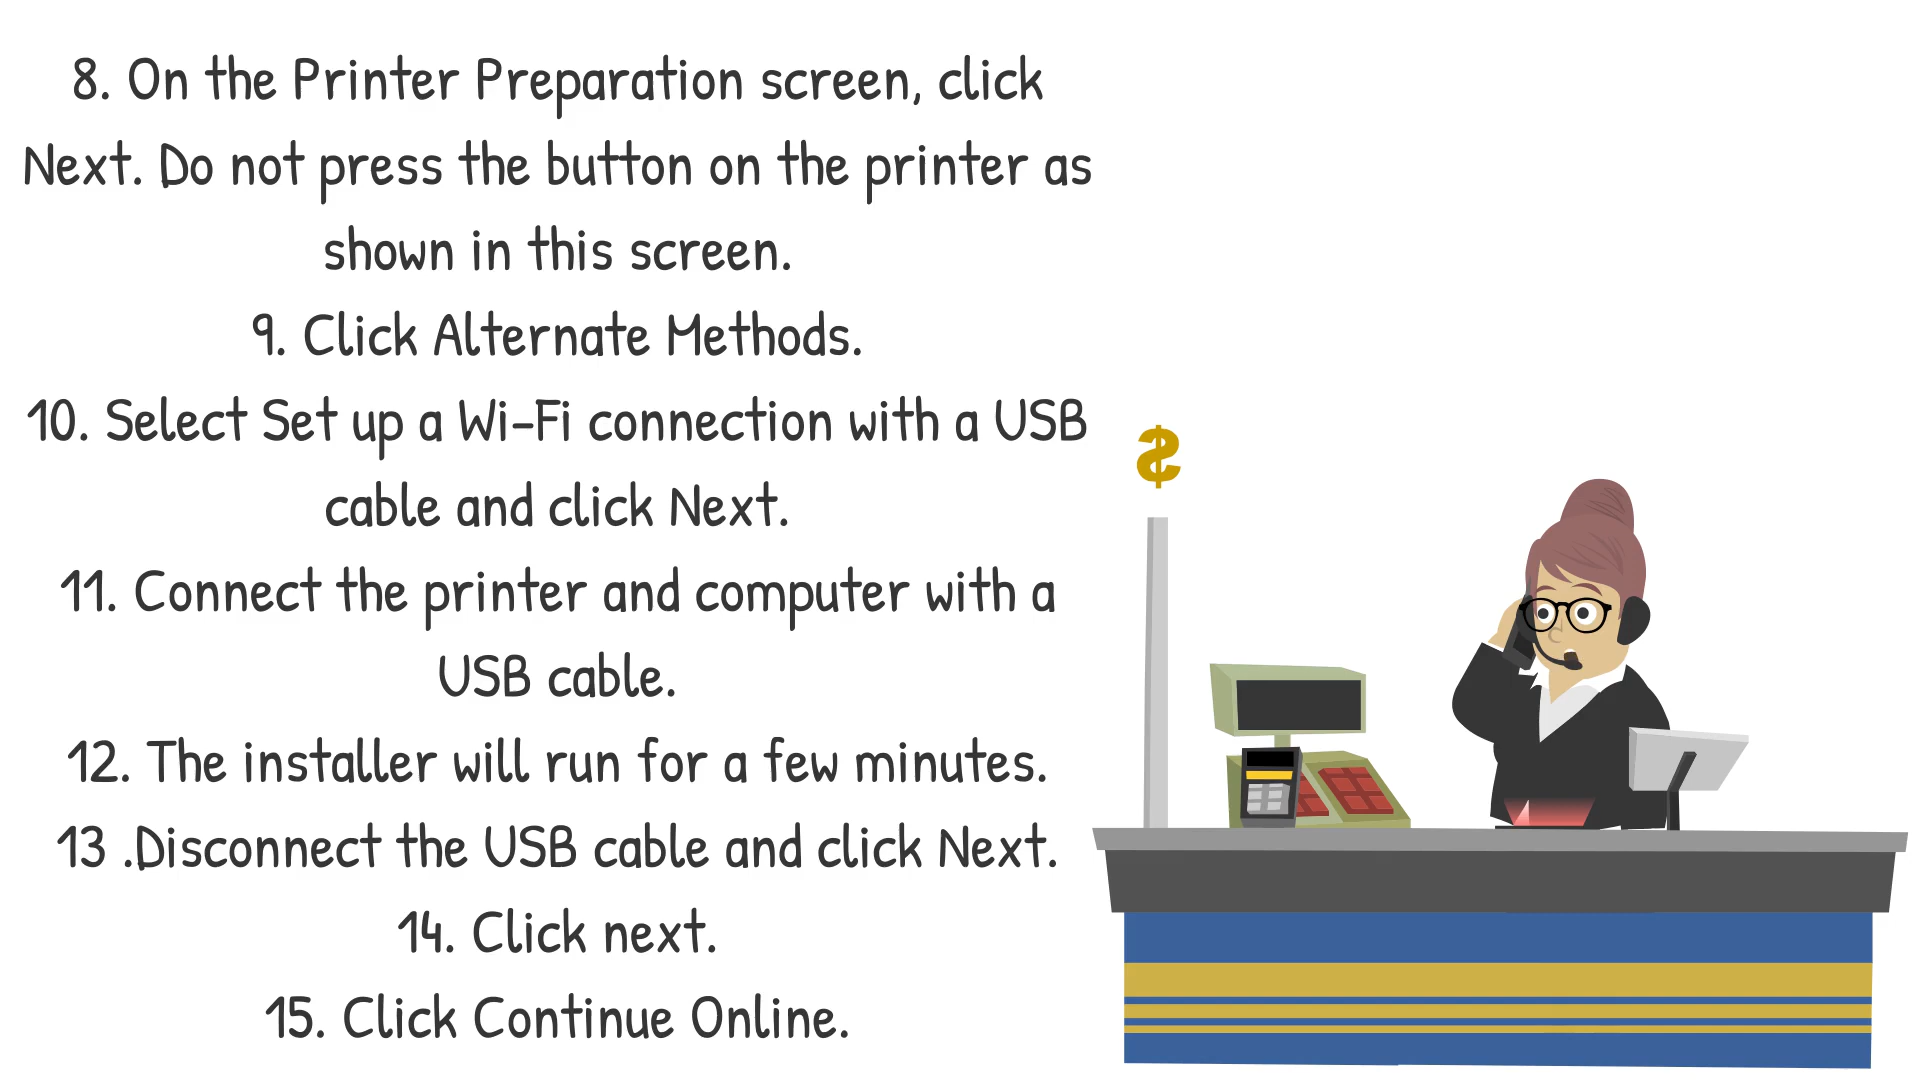 8. On the Printer Preparation screen, click
Next. Do not press the button on the printer as
shown in this screen.
9. Click Alternate Methods.
10. Select Set up a Wi-Fi connection with a USB
cable and click Next.
11. Connect the printer and computer with a
USB cable.
12. The installer will run for a few minutes.
13 .Disconnect the USB cable and click Next.
14. Click next.
15. Click Continue Online.